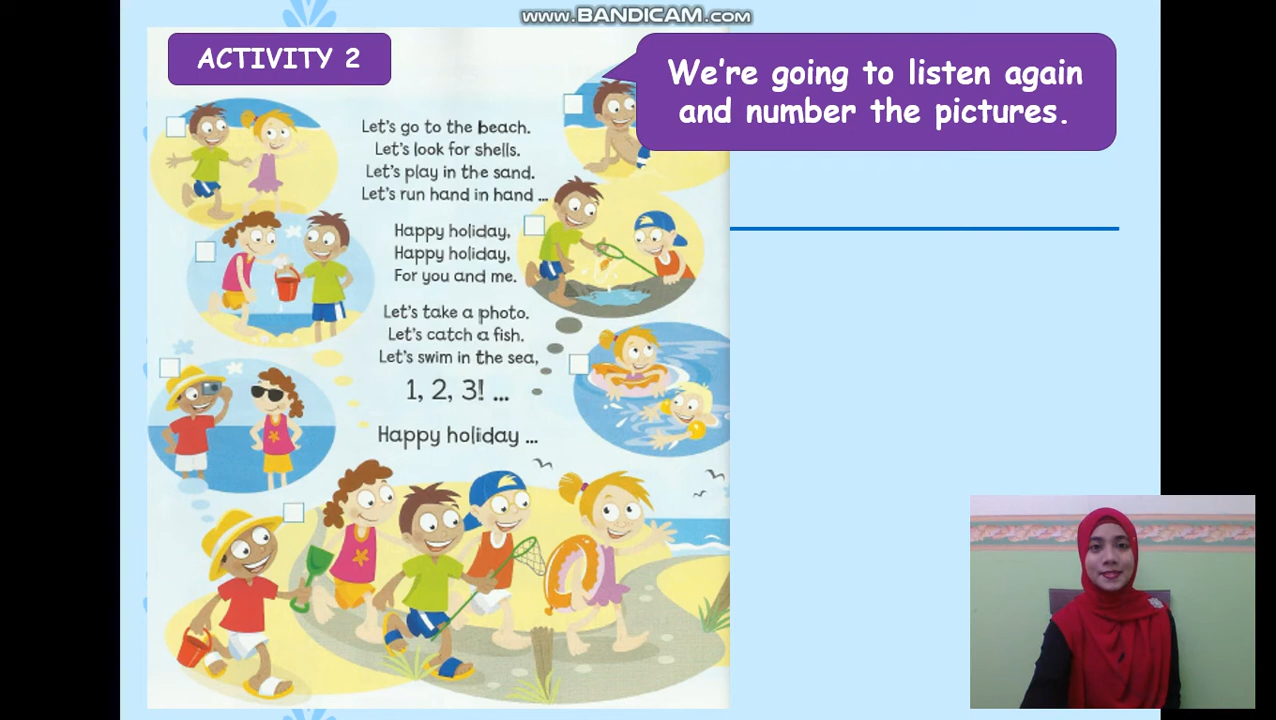 www.BANDICAM.com
ACTIVITY 2
We're going to listen again
and number the pictures.
Let's go to the beach.
Let's look for shells.
Let's play in the sand.
Let's run hand in hand ...
Happy holiday,
Happy holiday,
For you and me.
Let's take a photo.
Let's catch a fish.
Let's swim in the sea,
1, 2, 3! ...
Happy holiday ...